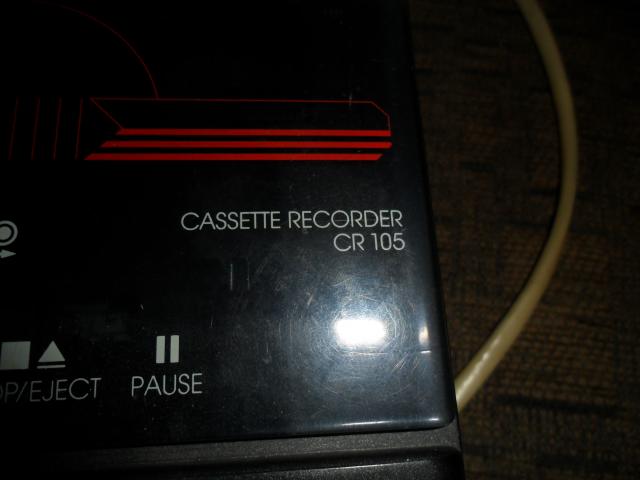 CASSETTE RECORDER
CR 105
OP/EJECT PAUSE